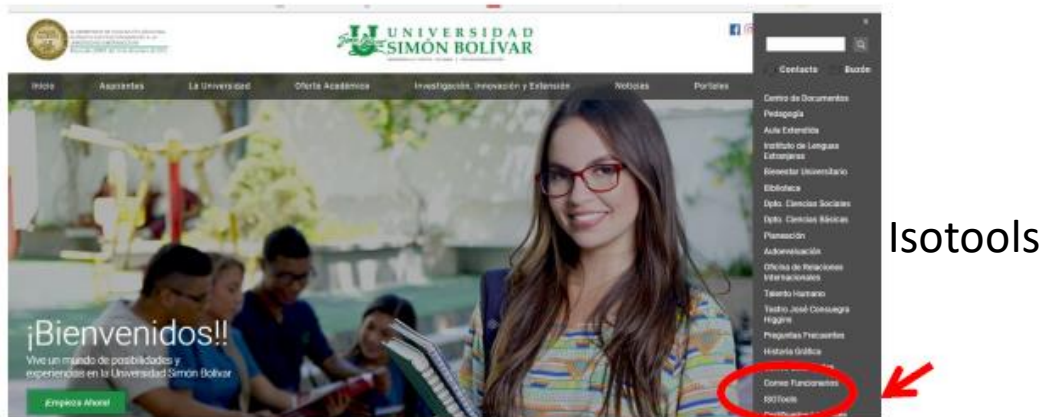 UNIVERSIDAD
SIMÓN BOLÍVAR
Contacto Buzón
Inicio Aspirantes La Universidad Oferta Académica Investigación, Innovación y Extensión Noticias Portales
Centro de Documentos
Pedagogía
Aula Extendida
Instituto de Lenguas
Extranjeras
Bienestar Universitario
Biblioteca
Dpto. Ciencias Sociales
Dpto. Ciencias Básicas
Planeación
Autoevaluación
Oficina de Relaciones
Internacionales
Talento Humano
Teatro José Consuegra
Higgins
Preguntas Frecuentes
Historia Gráfica
Correo Funcionarios
ISOTools
Isotools
¡Bienvenidos!!
Vive un mundo de posibilidades y
experiencias en la Universidad Simón Bolívar
¡Empieza Ahora!